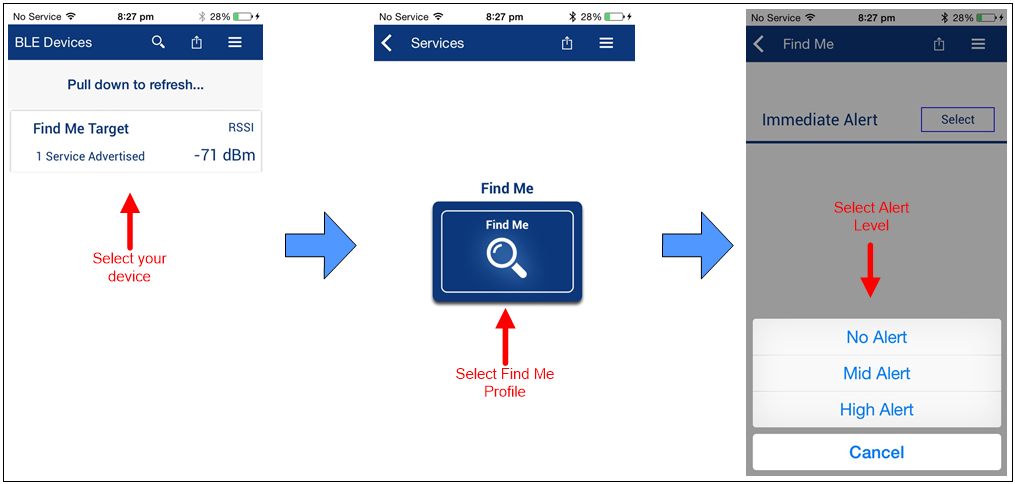 No Service 8:27 pm 28%
BLE Devices
Pull down to refresh...
Find Me Target RSSI
1 Service Advertised -71 dBm
Select your
device
No Service 8:27 pm 28%
Services
Find Me
Find Me
Select Find Me
Profile
No Service 8:27 pm 28%
Find Me
Immediate Alert Select
Select Alert
Level
No Alert
Mid Alert
High Alert
Cancel